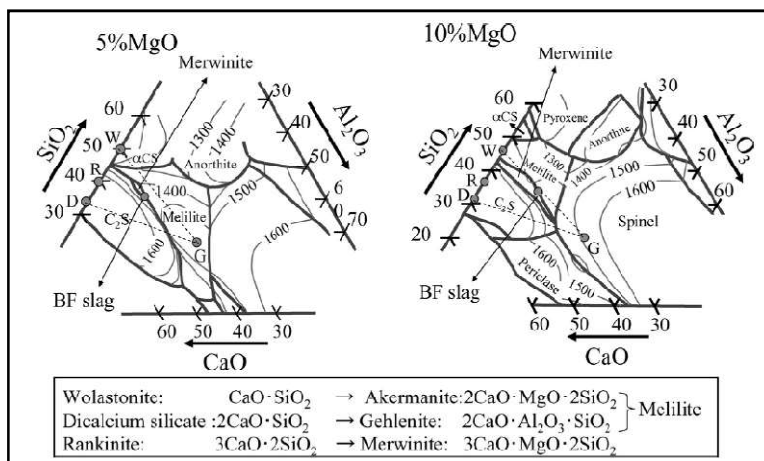 5%MgO
Merwinite
SiO₂
Al₂O₃
60
50
40
30
W
R
D
αCS
1300
1400
1400
1500
1600
1600
Anorthite
Melilite
C₂S
G
30
40
50
6
0
70
BF slag
60
50
40
30
CaO
10%MgO
Merwinite
SiO₂
Al₂O₃
60
50
40
30
20
W
R
D
αCS
Pyroxene
Anorthite
Melilite
1300
1400
1500
1600
C₂S
G
Spinel
1600
1500
Periclase
30
40
50
60
BF slag
60
50
40
30
CaO
Wolastonite: CaO·SiO₂ → Akermanite:2CaO·MgO·2SiO₂
Dicalcium silicate :2CaO·SiO₂ → Gehlenite: 2CaO·Al₂O₃·SiO₂
Melilite
Rankinite: 3CaO·2SiO₂ → Merwinite: 3CaO·MgO·2SiO₂